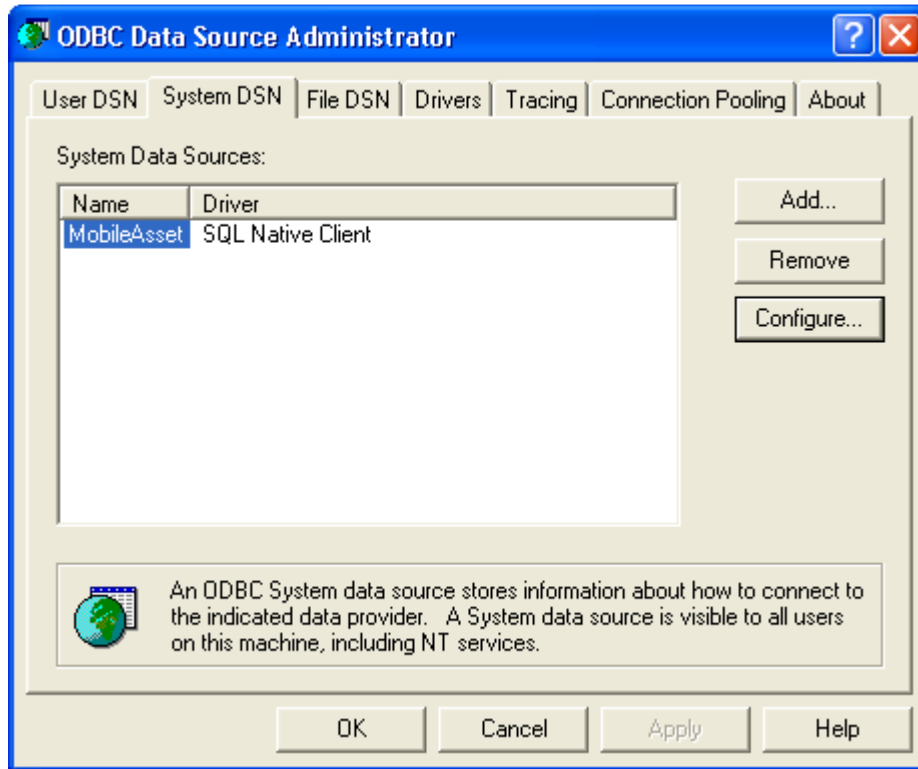 ODBC Data Source Administrator
User DSN System DSN File DSN Drivers Tracing Connection Pooling About
System Data Sources:
Name Driver
MobileAsset SQL Native Client
Add...
Remove
Configure...
An ODBC System data source stores information about how to connect to
the indicated data provider. A System data source is visible to all users
on this machine, including NT services.
OK Cancel Apply Help